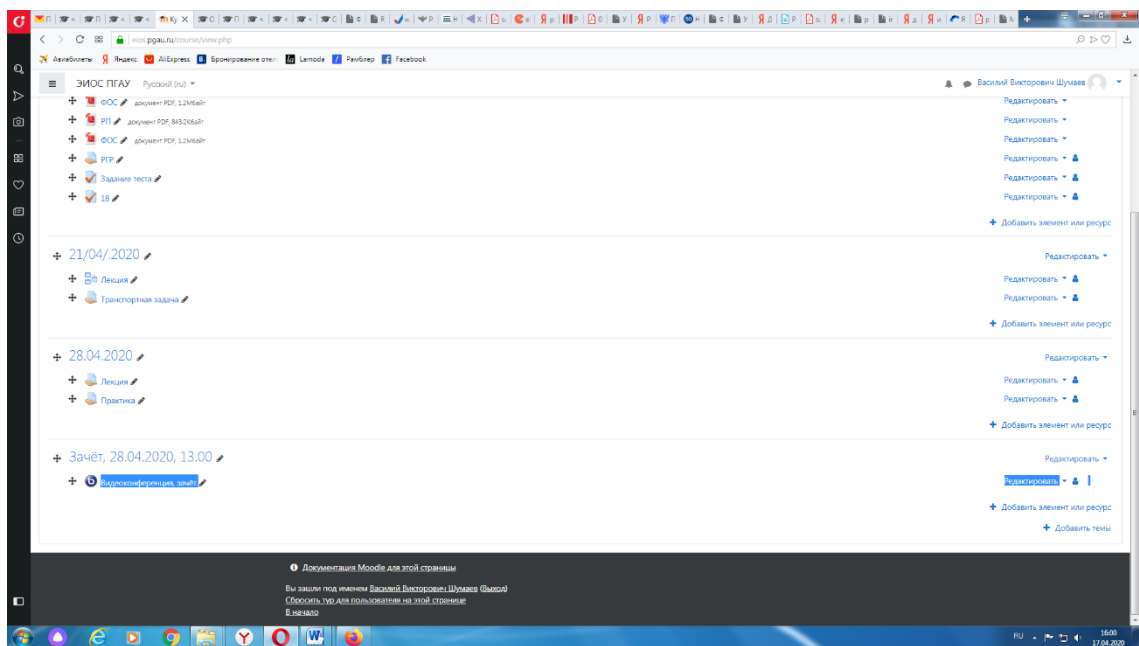 eios.pgau.ru/course/view.php
Авиабилеты Яндекс AliExpress Бронирование отел Lamoda Рамблер Facebook
ЭИОС ПГАУ Русский (ru) Василий Викторович Шумаев
ФОС документ PDF, 1.2Мбайт Редактировать
РП документ PDF, 843.2Кбайт Редактировать
ФОС документ PDF, 1.2Мбайт Редактировать
РГР Редактировать
Задание теста Редактировать
18 Редактировать
+ Добавить элемент или ресурс
21/04/.2020 Редактировать
Лекция Редактировать
Транспортная задача Редактировать
+ Добавить элемент или ресурс
28.04.2020 Редактировать
Лекция Редактировать
Практика Редактировать
+ Добавить элемент или ресурс
Зачёт, 28.04.2020, 13.00 Редактировать
Видеоконференция, зачёт Редактировать
+ Добавить элемент или ресурс
+ Добавить темы
Документация Moodle для этой страницы
Вы зашли под именем Василий Викторович Шумаев (Выход)
Сбросить тур для пользователя на этой странице
В начало
RU 16:00
17.04.2020